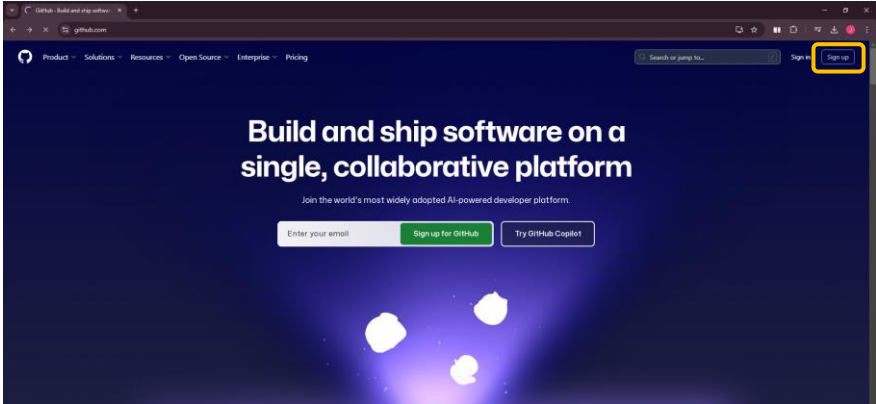 GitHub · Build and ship softwar
github.com
Product Solutions Resources Open Source Enterprise Pricing Search or jump to... / Sign in Sign up
Build and ship software on a
single, collaborative platform
Join the world's most widely adopted AI-powered developer platform.
Enter your email Sign up for GitHub Try GitHub Copilot